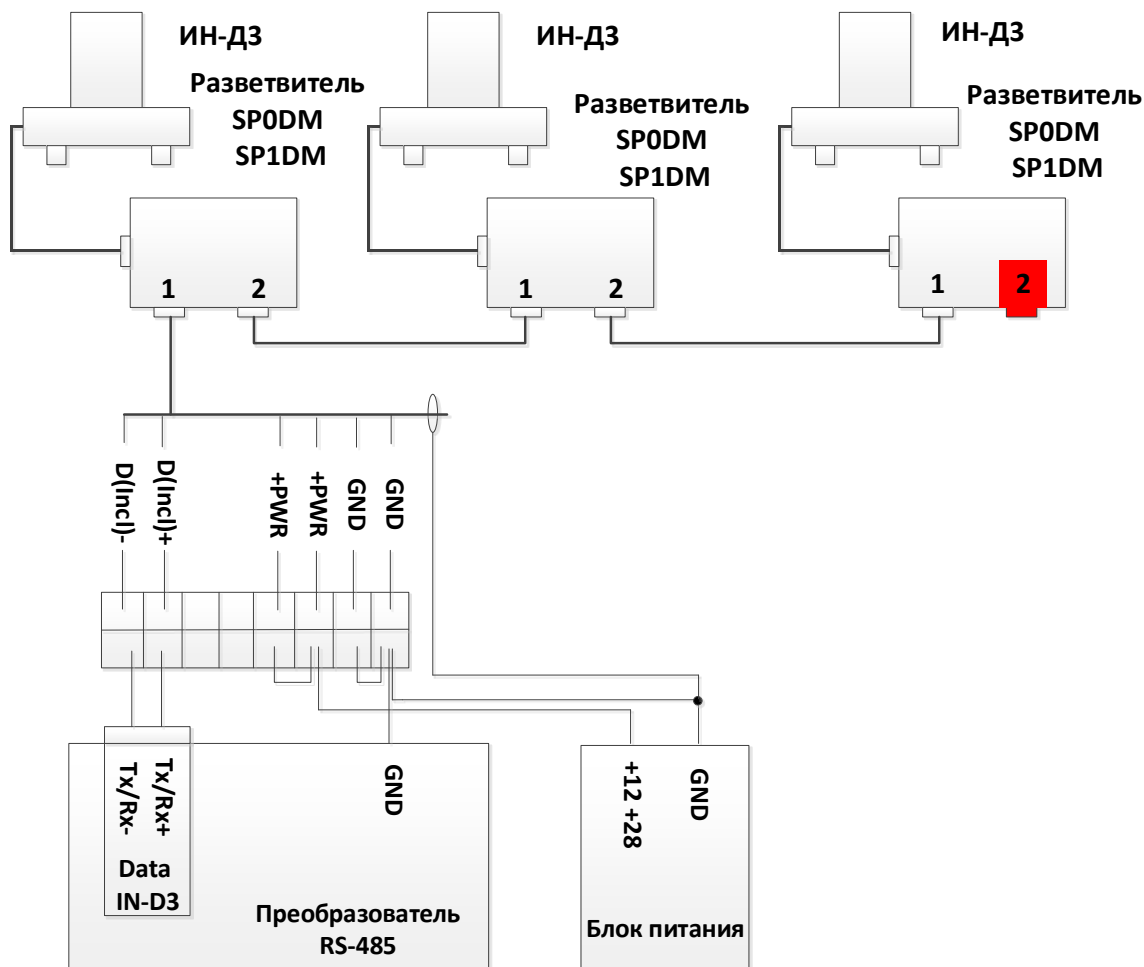 ИН-Д3
Разветвитель
SP0DM
SP1DM
ИН-Д3
Разветвитель
SP0DM
SP1DM
ИН-Д3
Разветвитель
SP0DM
SP1DM
1
2
1
2
1
2
D(Incl)-
D(Incl)+
+PWR
+PWR
GND
GND
Tx/Rx-
Tx/Rx+
Data
IN-D3
GND
Преобразователь
RS-485
+12 +28
GND
Блок питания